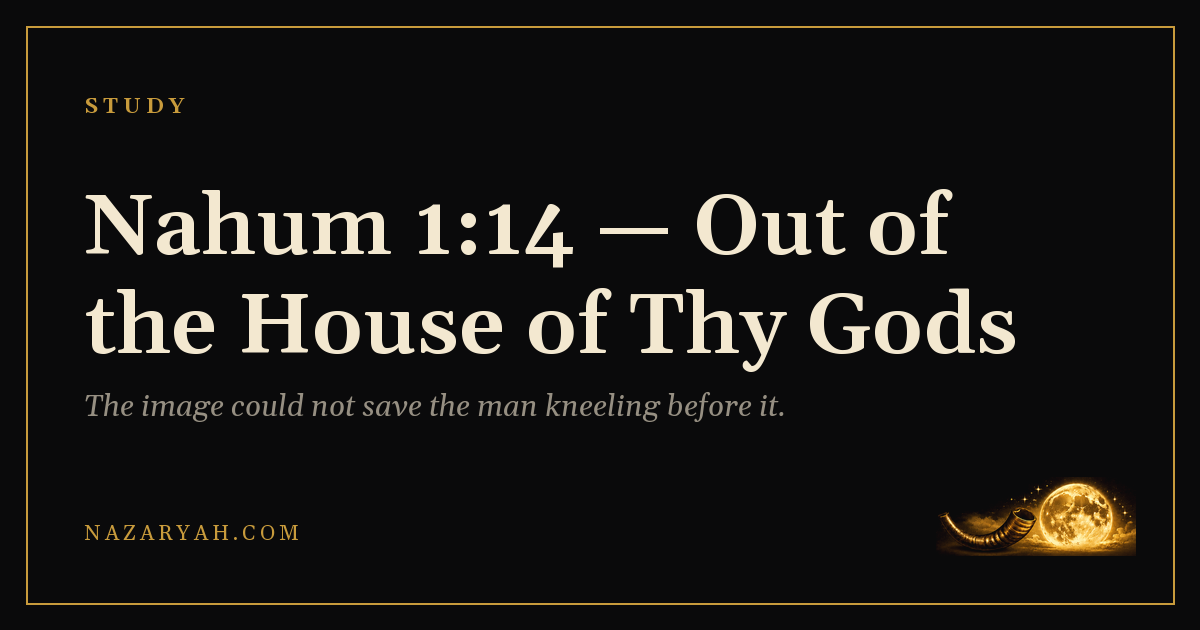 STUDY
Nahum 1:14 — Out of
the House of Thy Gods
The image could not save the man kneeling before it.
NAZARYAH.COM